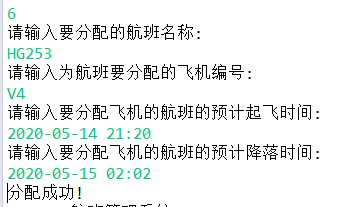 6
请输入要分配的航班名称:
HG253
请输入为航班要分配的飞机编号:
V4
请输入要分配飞机的航班的预计起飞时间:
2020-05-14 21:20
请输入要分配飞机的航班的预计降落时间:
2020-05-15 02:02
分配成功!